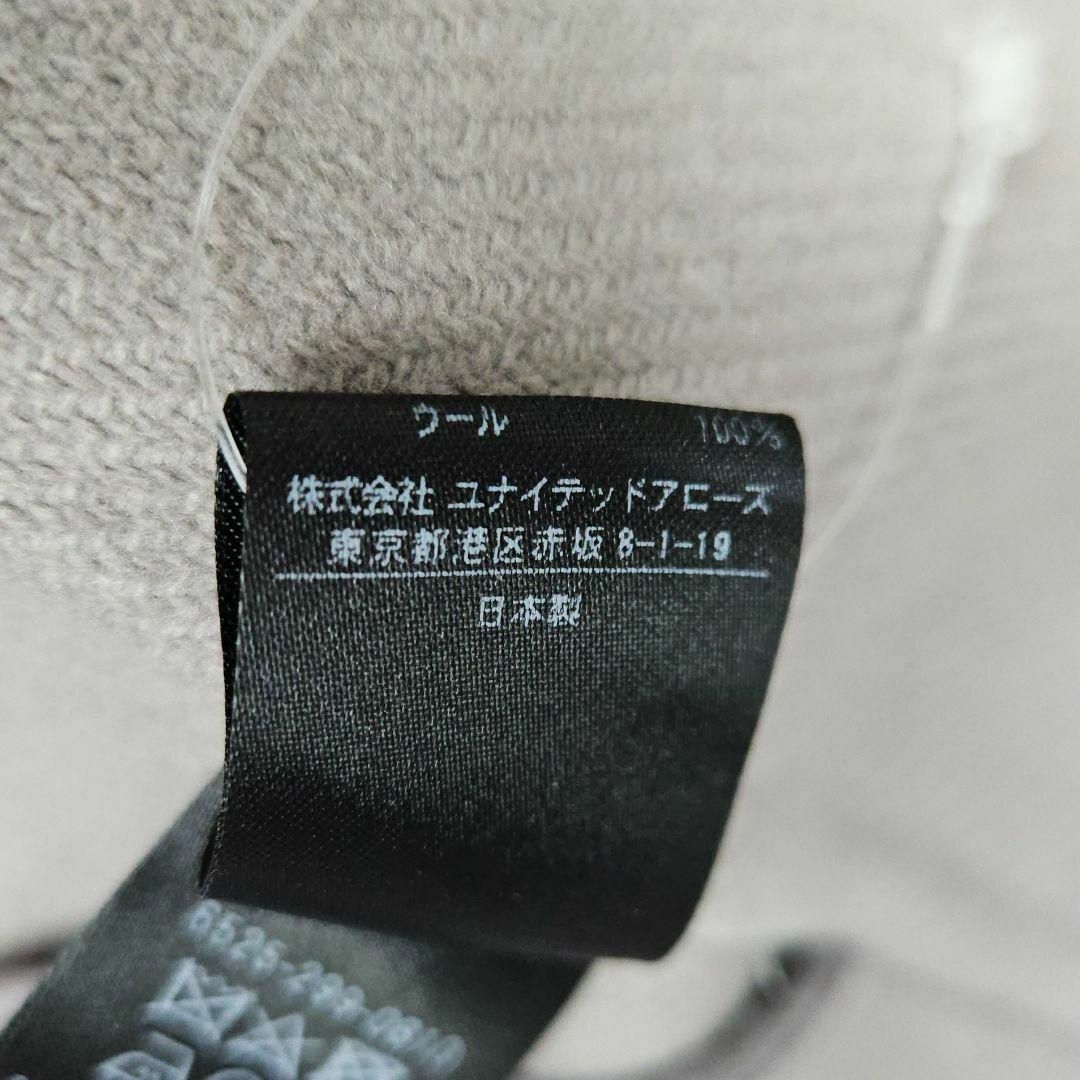 ウール 100%
株式会社 ユナイテッドアローズ
東京都港区赤坂 8-1-19
日本製